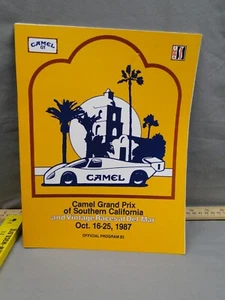 CAMEL
GT
CAMEL
Camel Grand Prix
of Southern California
and Vintage Races at Del Mar
Oct. 16-25, 1987
OFFICIAL PROGRAM $5